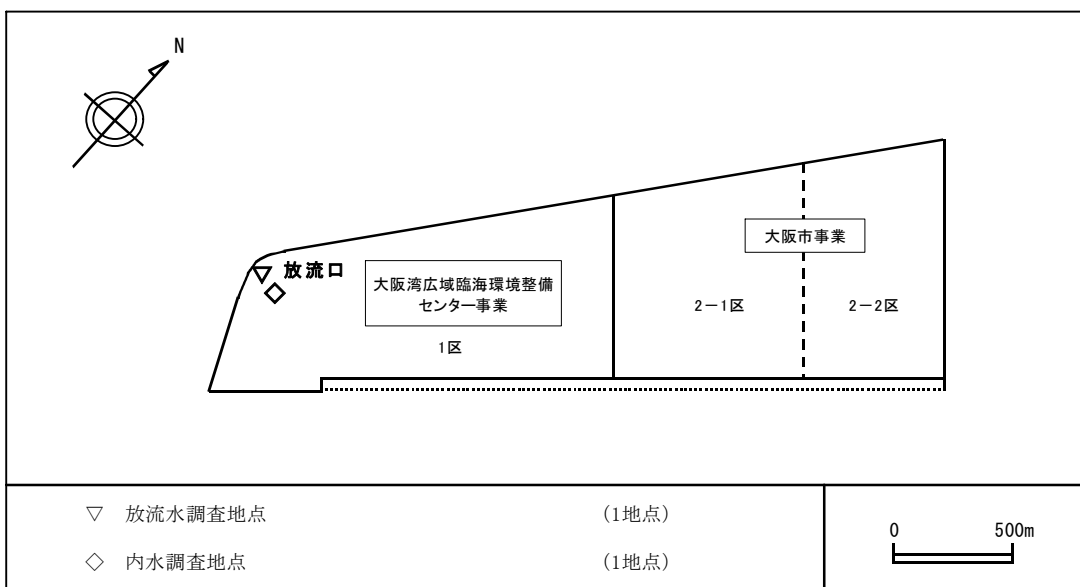 N
放流口
大阪湾広域臨海環境整備
センター事業
1区
大阪市事業
2－1区
2－2区
▽ 放流水調査地点 (1地点)
◇ 内水調査地点 (1地点)
0 500m